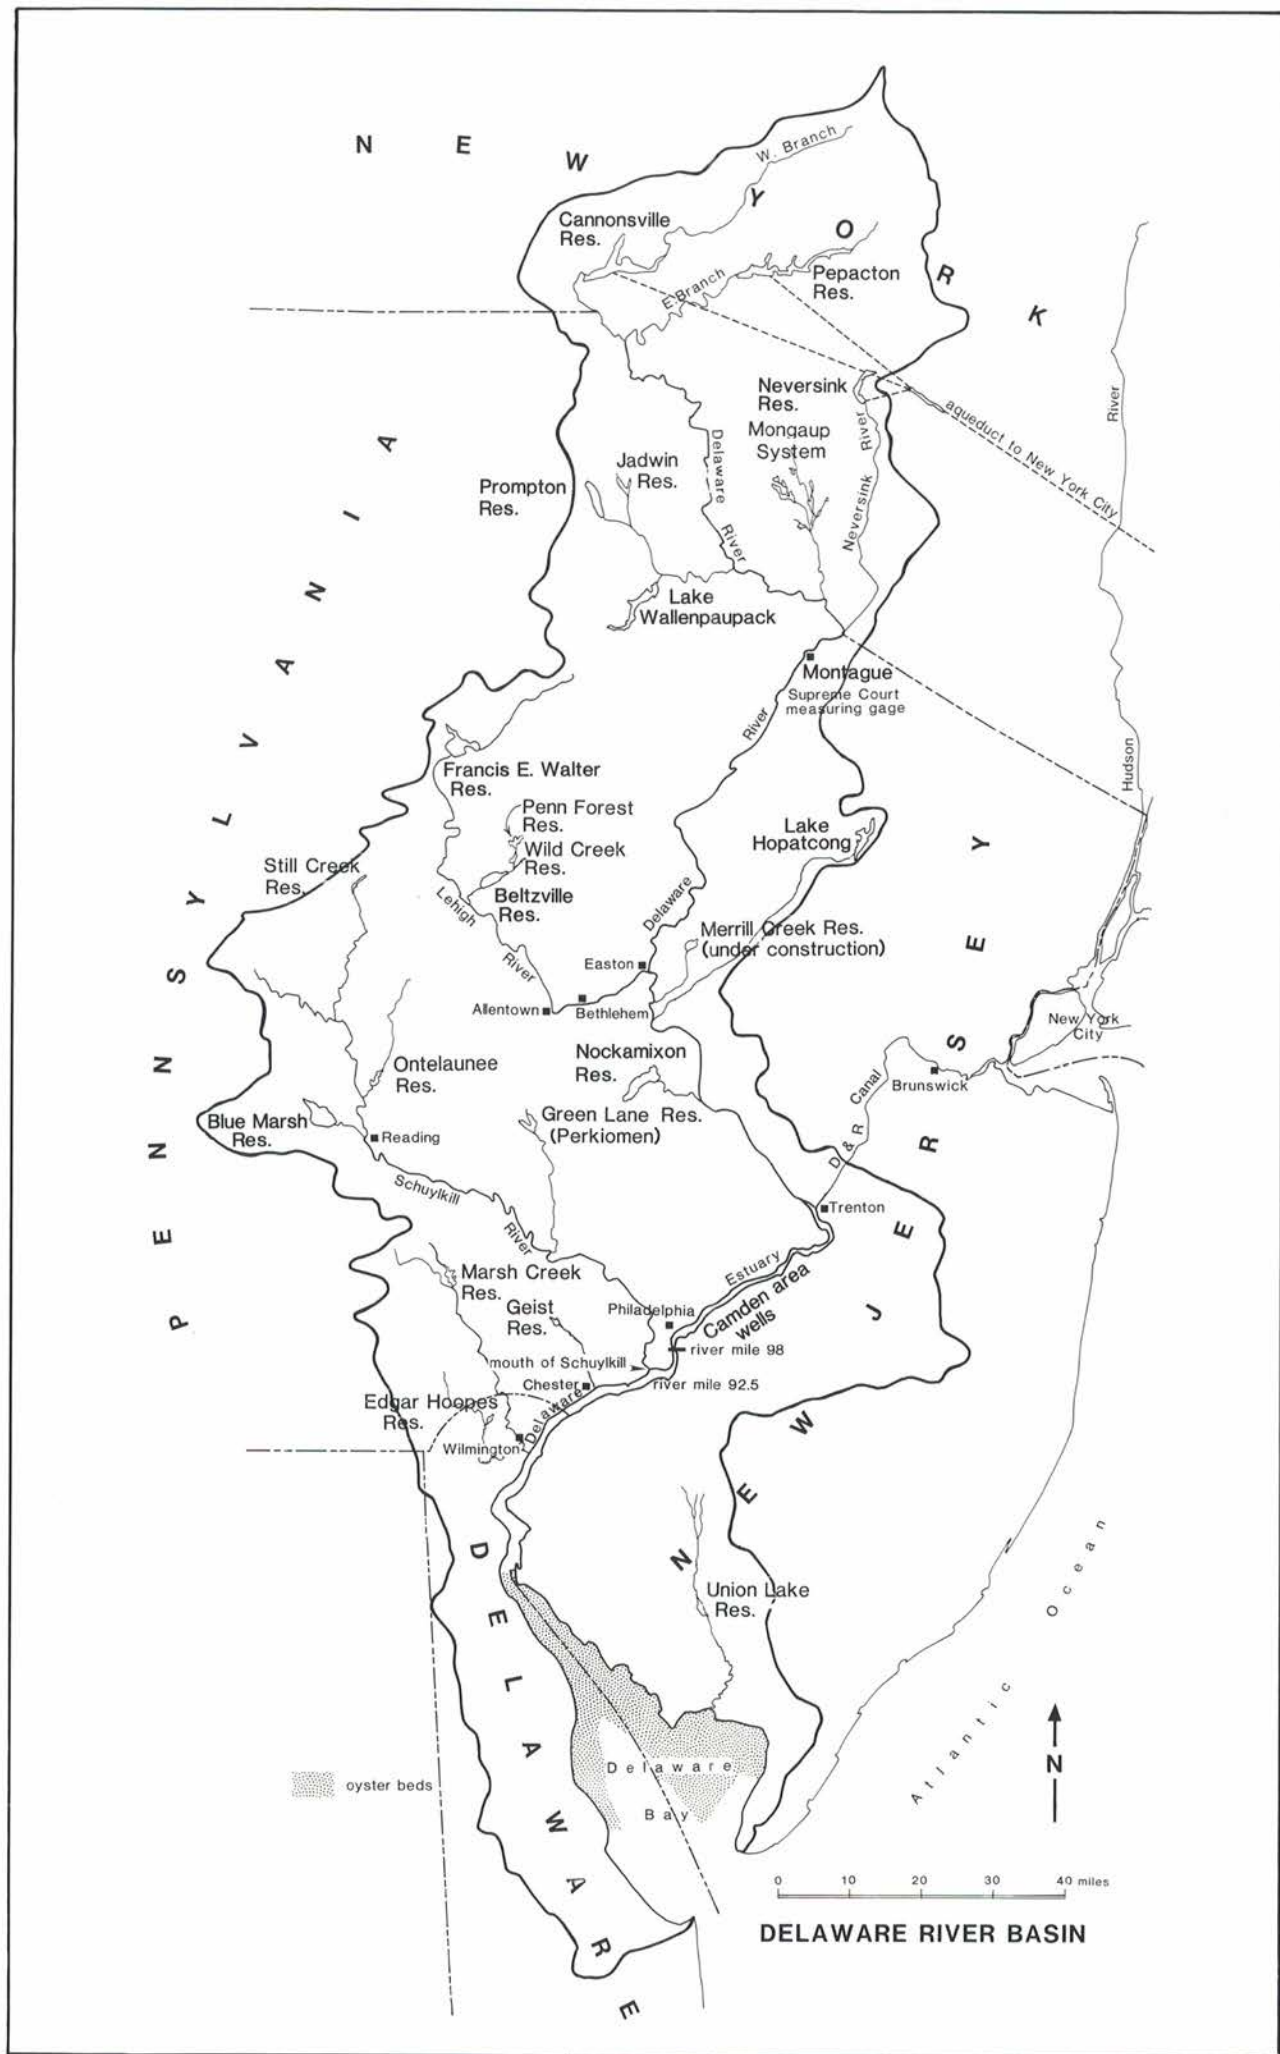 NEW YORK
W. Branch
Cannonsville
Res.
E. Branch
Pepacton
Res.
Neversink
Res.
Mongaup
System
River
Neversink
aqueduct to New York City
River
Hudson
Jadwin
Res.
Prompton
Res.
Delaware
River
Lake
Wallenpaupack
Montague
Supreme Court
measuring gage
River
Delaware
PENNSYLVANIA
Francis E. Walter
Res.
Penn Forest
Res.
Wild Creek
Res.
Beltzville
Res.
Still Creek
Res.
Lehigh
River
Lake
Hopatcong
Merrill Creek Res.
(under construction)
Easton
Allentown
Bethlehem
New York
City
Nockamixon
Res.
Ontelaunee
Res.
Brunswick
D & R Canal
Blue Marsh
Res.
Reading
Green Lane Res.
(Perkiomen)
Schuylkill
River
Trenton
NEW JERSEY
Estuary
Camden area
wells
Marsh Creek
Res.
Geist
Res.
Philadelphia
river mile 98
mouth of Schuylkill
river mile 92.5
Chester
Delaware
Edgar Hoopes
Res.
Wilmington
DELAWARE
Union Lake
Res.
Atlantic Ocean
oyster beds
Delaware
Bay
N
0 10 20 30 40 miles
DELAWARE RIVER BASIN